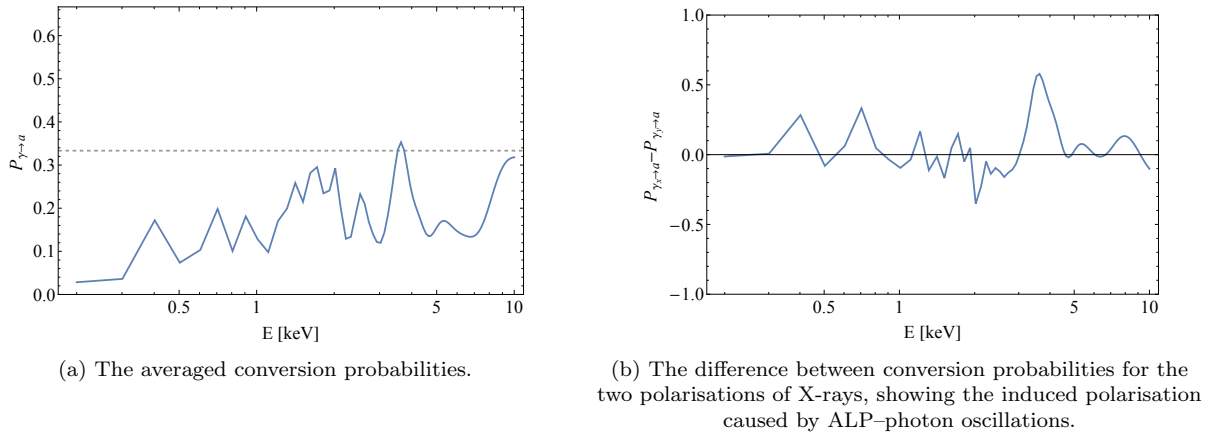 0.6
0.5
0.4
0.3
0.2
0.1
0.0
P_{γ→a}
0.5
1
5
10
E [keV]
(a) The averaged conversion probabilities.
1.0
0.5
0.0
−0.5
−1.0
P_{γ_x→a}−P_{γ_y→a}
0.5
1
5
10
E [keV]
(b) The difference between conversion probabilities for the
two polarisations of X-rays, showing the induced polarisation
caused by ALP–photon oscillations.